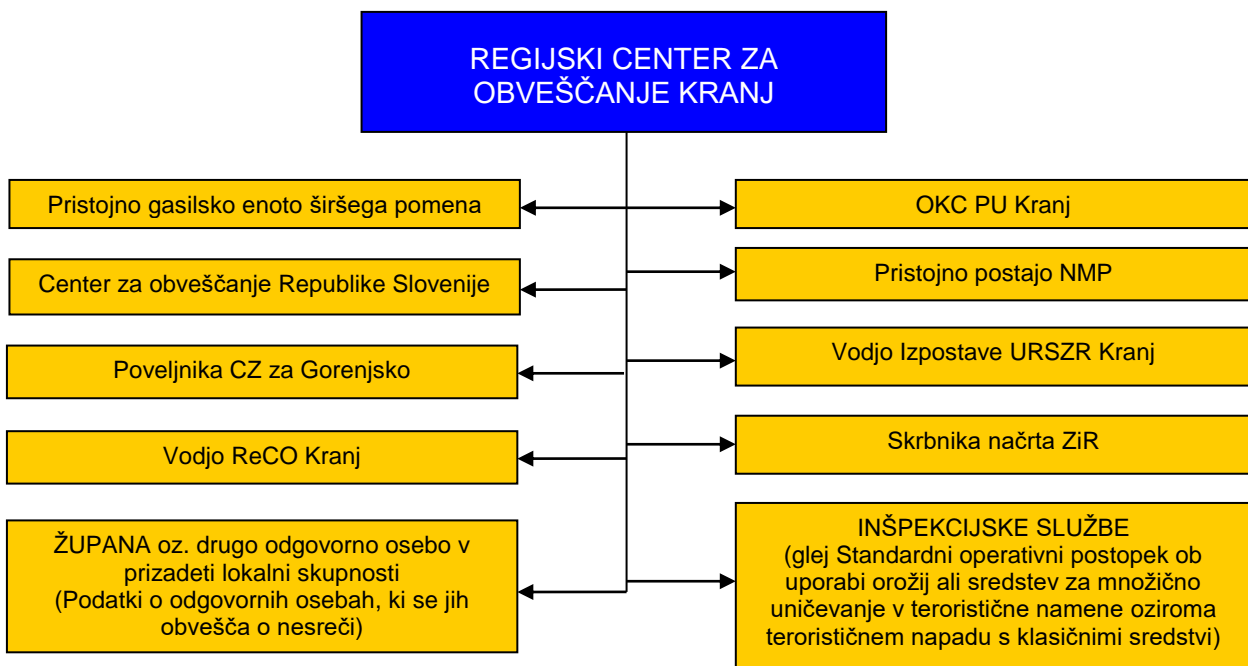 REGIJSKI CENTER ZA
OBVEŠČANJE KRANJ
Pristojno gasilsko enoto širšega pomena
OKC PU Kranj
Center za obveščanje Republike Slovenije
Pristojno postajo NMP
Poveljnika CZ za Gorenjsko
Vodjo Izpostave URSZR Kranj
Vodjo ReCO Kranj
Skrbnika načrta ZiR
ŽUPANA oz. drugo odgovorno osebo v
prizadeti lokalni skupnosti
(Podatki o odgovornih osebah, ki se jih
obvešča o nesreči)
INŠPEKCIJSKE SLUŽBE
(glej Standardni operativni postopek ob
uporabi orožij ali sredstev za množično
uničevanje v teroristične namene oziroma
terorističnem napadu s klasičnimi sredstvi)